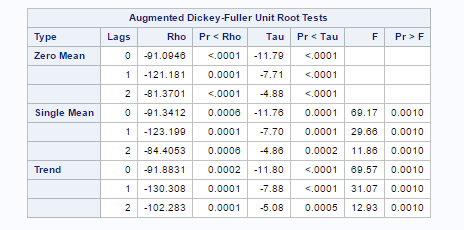 Augmented Dickey-Fuller Unit Root Tests
Type Lags Rho Pr < Rho Tau Pr < Tau F Pr > F
Zero Mean 0 -91.0946 <.0001 -11.79 <.0001
1 -121.181 0.0001 -7.71 <.0001
2 -81.3701 <.0001 -4.88 <.0001
Single Mean 0 -91.3412 0.0006 -11.76 0.0001 69.17 0.0010
1 -123.199 0.0001 -7.70 0.0001 29.66 0.0010
2 -84.4053 0.0006 -4.86 0.0002 11.86 0.0010
Trend 0 -91.8831 0.0002 -11.80 <.0001 69.57 0.0010
1 -130.308 0.0001 -7.88 <.0001 31.07 0.0010
2 -102.283 0.0001 -5.08 0.0005 12.93 0.0010